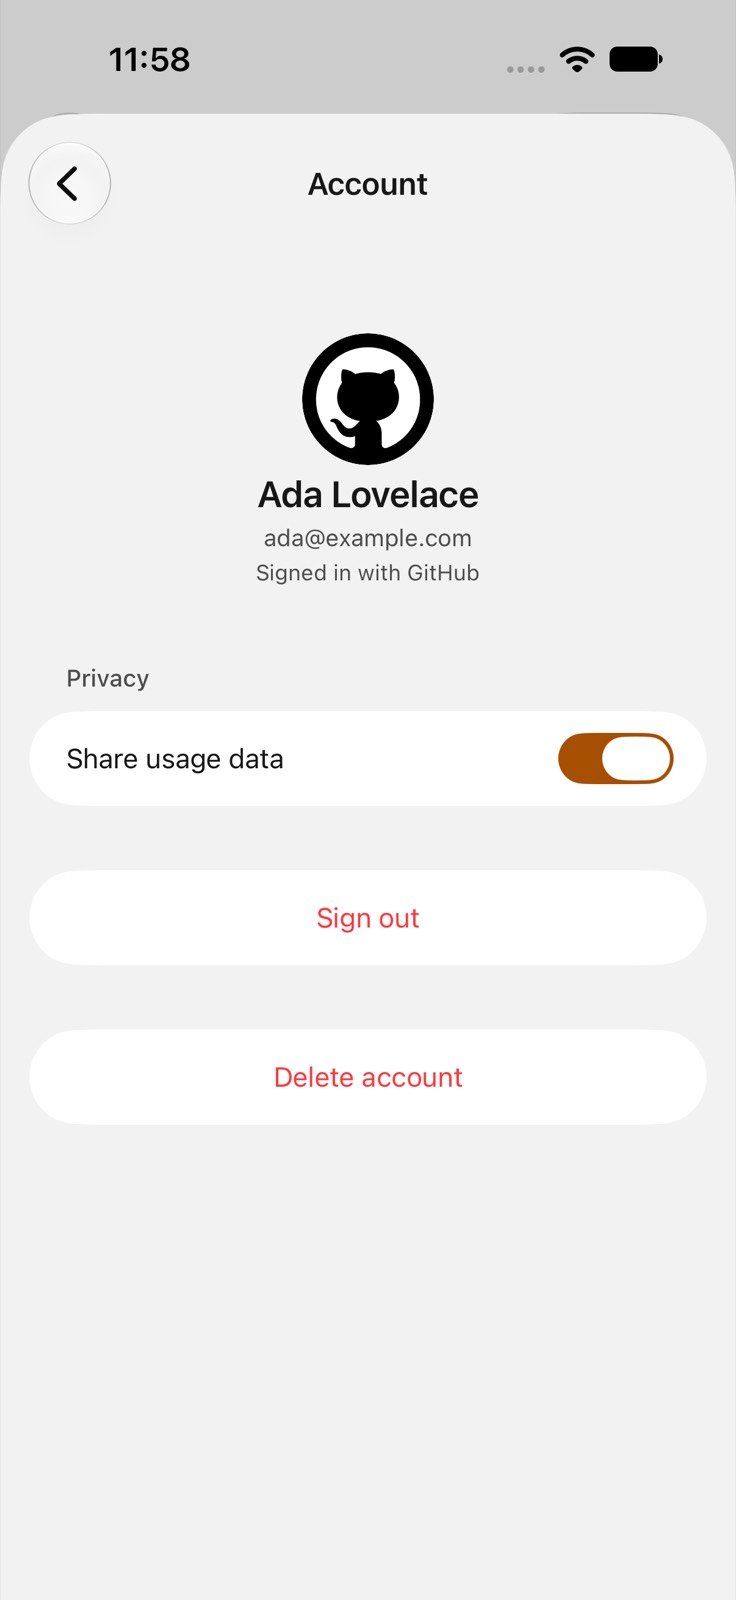 11:58
Account
Ada Lovelace
ada@example.com
Signed in with GitHub
Privacy
Share usage data
Sign out
Delete account